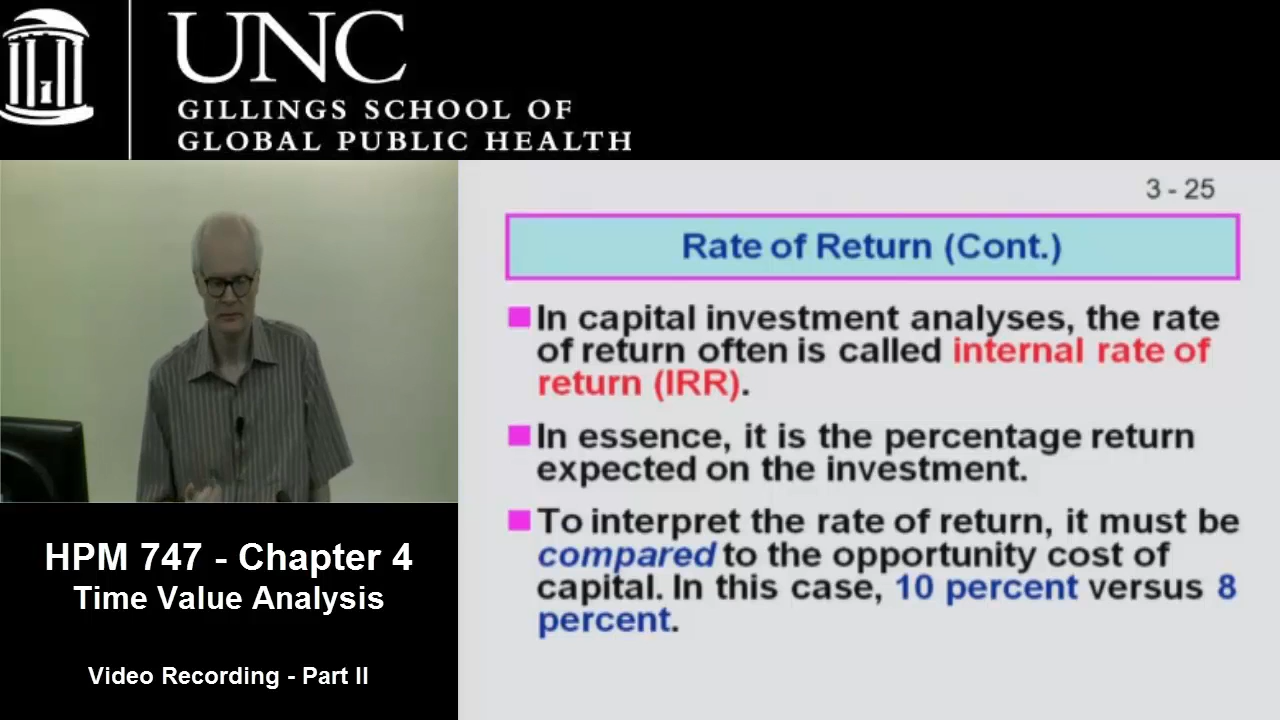 UNC
GILLINGS SCHOOL OF
GLOBAL PUBLIC HEALTH
3 - 25
Rate of Return (Cont.)
In capital investment analyses, the rate
of return often is called internal rate of
return (IRR).
In essence, it is the percentage return
expected on the investment.
To interpret the rate of return, it must be
compared to the opportunity cost of
capital. In this case, 10 percent versus 8
percent.
HPM 747 - Chapter 4
Time Value Analysis
Video Recording - Part II